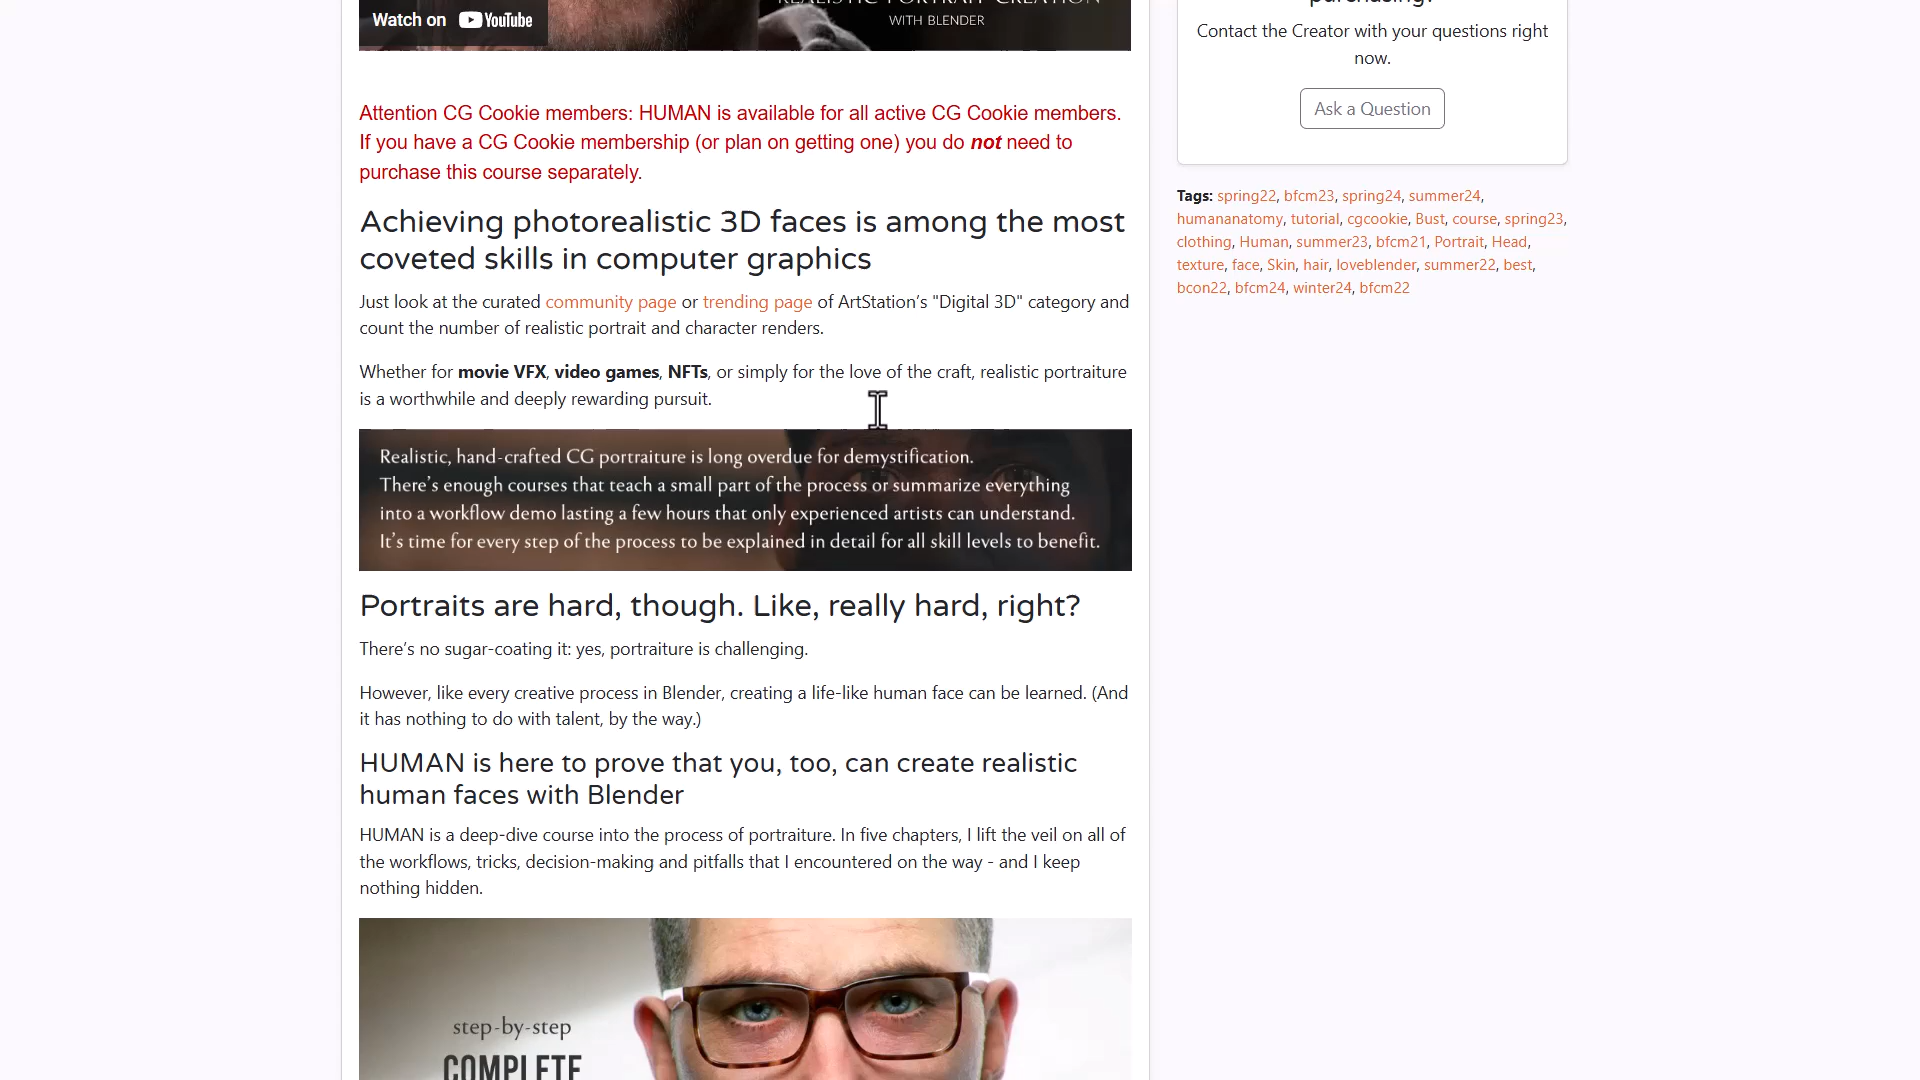 Watch on YouTube
REALISTIC PORTRAIT CREATION
WITH BLENDER
purchasing?
Contact the Creator with your questions right
now.
Ask a Question
Attention CG Cookie members: HUMAN is available for all active CG Cookie members.
If you have a CG Cookie membership (or plan on getting one) you do not need to
purchase this course separately.
Tags: spring22, bfcm23, spring24, summer24,
humananatomy, tutorial, cgcookie, Bust, course, spring23,
clothing, Human, summer23, bfcm21, Portrait, Head,
texture, face, Skin, hair, loveblender, summer22, best,
bcon22, bfcm24, winter24, bfcm22
Achieving photorealistic 3D faces is among the most
coveted skills in computer graphics
Just look at the curated community page or trending page of ArtStation's "Digital 3D" category and
count the number of realistic portrait and character renders.
Whether for movie VFX, video games, NFTs, or simply for the love of the craft, realistic portraiture
is a worthwhile and deeply rewarding pursuit.
Realistic, hand-crafted CG portraiture is long overdue for demystification.
There's enough courses that teach a small part of the process or summarize everything
into a workflow demo lasting a few hours that only experienced artists can understand.
It's time for every step of the process to be explained in detail for all skill levels to benefit.
Portraits are hard, though. Like, really hard, right?
There's no sugar-coating it: yes, portraiture is challenging.
However, like every creative process in Blender, creating a life-like human face can be learned. (And
it has nothing to do with talent, by the way.)
HUMAN is here to prove that you, too, can create realistic
human faces with Blender
HUMAN is a deep-dive course into the process of portraiture. In five chapters, I lift the veil on all of
the workflows, tricks, decision-making and pitfalls that I encountered on the way - and I keep
nothing hidden.
step-by-step
COMPLETE